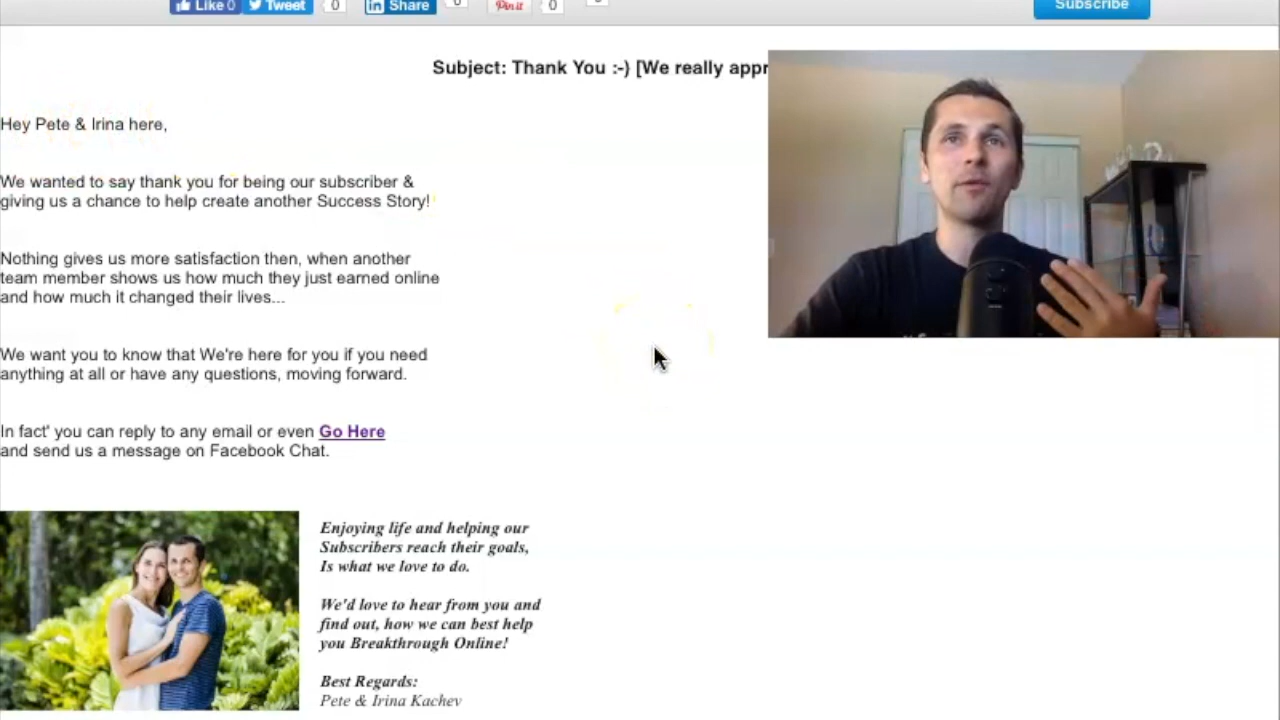 Like 0 Tweet 0 Share 0 Pin it 0
Subscribe
Subject: Thank You :-) [We really appr
Hey Pete & Irina here,
We wanted to say thank you for being our subscriber &
giving us a chance to help create another Success Story!
Nothing gives us more satisfaction then, when another
team member shows us how much they just earned online
and how much it changed their lives...
We want you to know that We're here for you if you need
anything at all or have any questions, moving forward.
In fact' you can reply to any email or even Go Here
and send us a message on Facebook Chat.
Enjoying life and helping our
Subscribers reach their goals,
Is what we love to do.
We'd love to hear from you and
find out, how we can best help
you Breakthrough Online!
Best Regards:
Pete & Irina Kachev